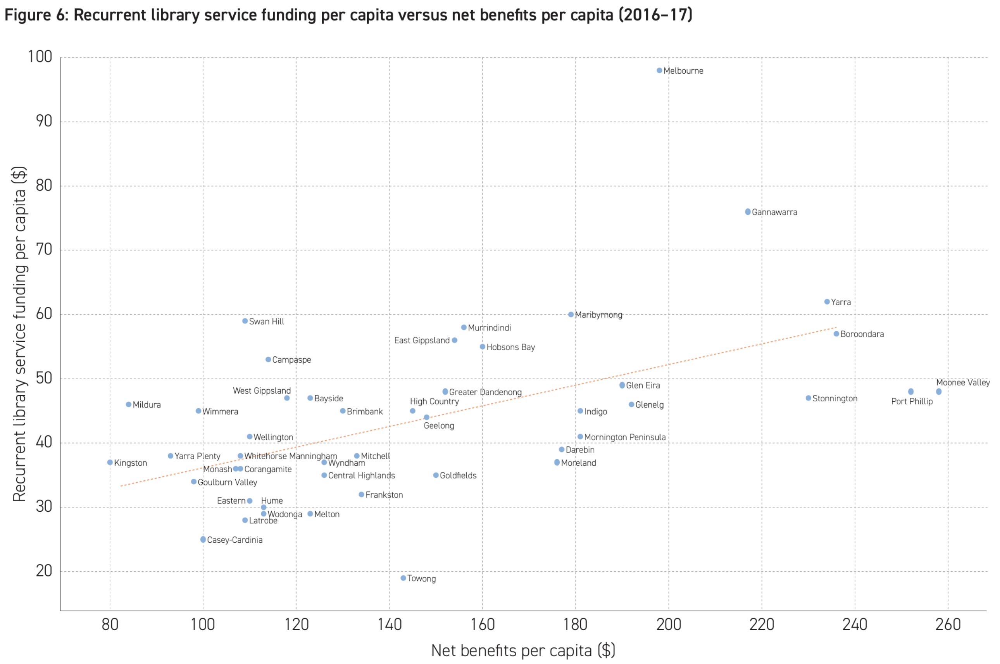 Figure 6: Recurrent library service funding per capita versus net benefits per capita (2016–17)
Recurrent library service funding per capita ($)
100
90
80
70
60
50
40
30
20
Melbourne
Gannawarra
Yarra
Maribyrnong
Swan Hill
Murrindindi
Boroondara
East Gippsland
Hobsons Bay
Campaspe
Moonee Valley
Glen Eira
West Gippsland
Greater Dandenong
Bayside
Stonnington
High Country
Port Phillip
Mildura
Glenelg
Wimmera
Brimbank
Indigo
Geelong
Wellington
Mornington Peninsula
Darebin
Yarra Plenty
Whitehorse Manningham
Mitchell
Kingston
Wyndham
Moreland
Monash
Corangamite
Central Highlands
Goldfields
Goulburn Valley
Frankston
Eastern
Hume
Wodonga
Melton
Latrobe
Casey-Cardinia
Towong
80 100 120 140 160 180 200 220 240 260
Net benefits per capita ($)